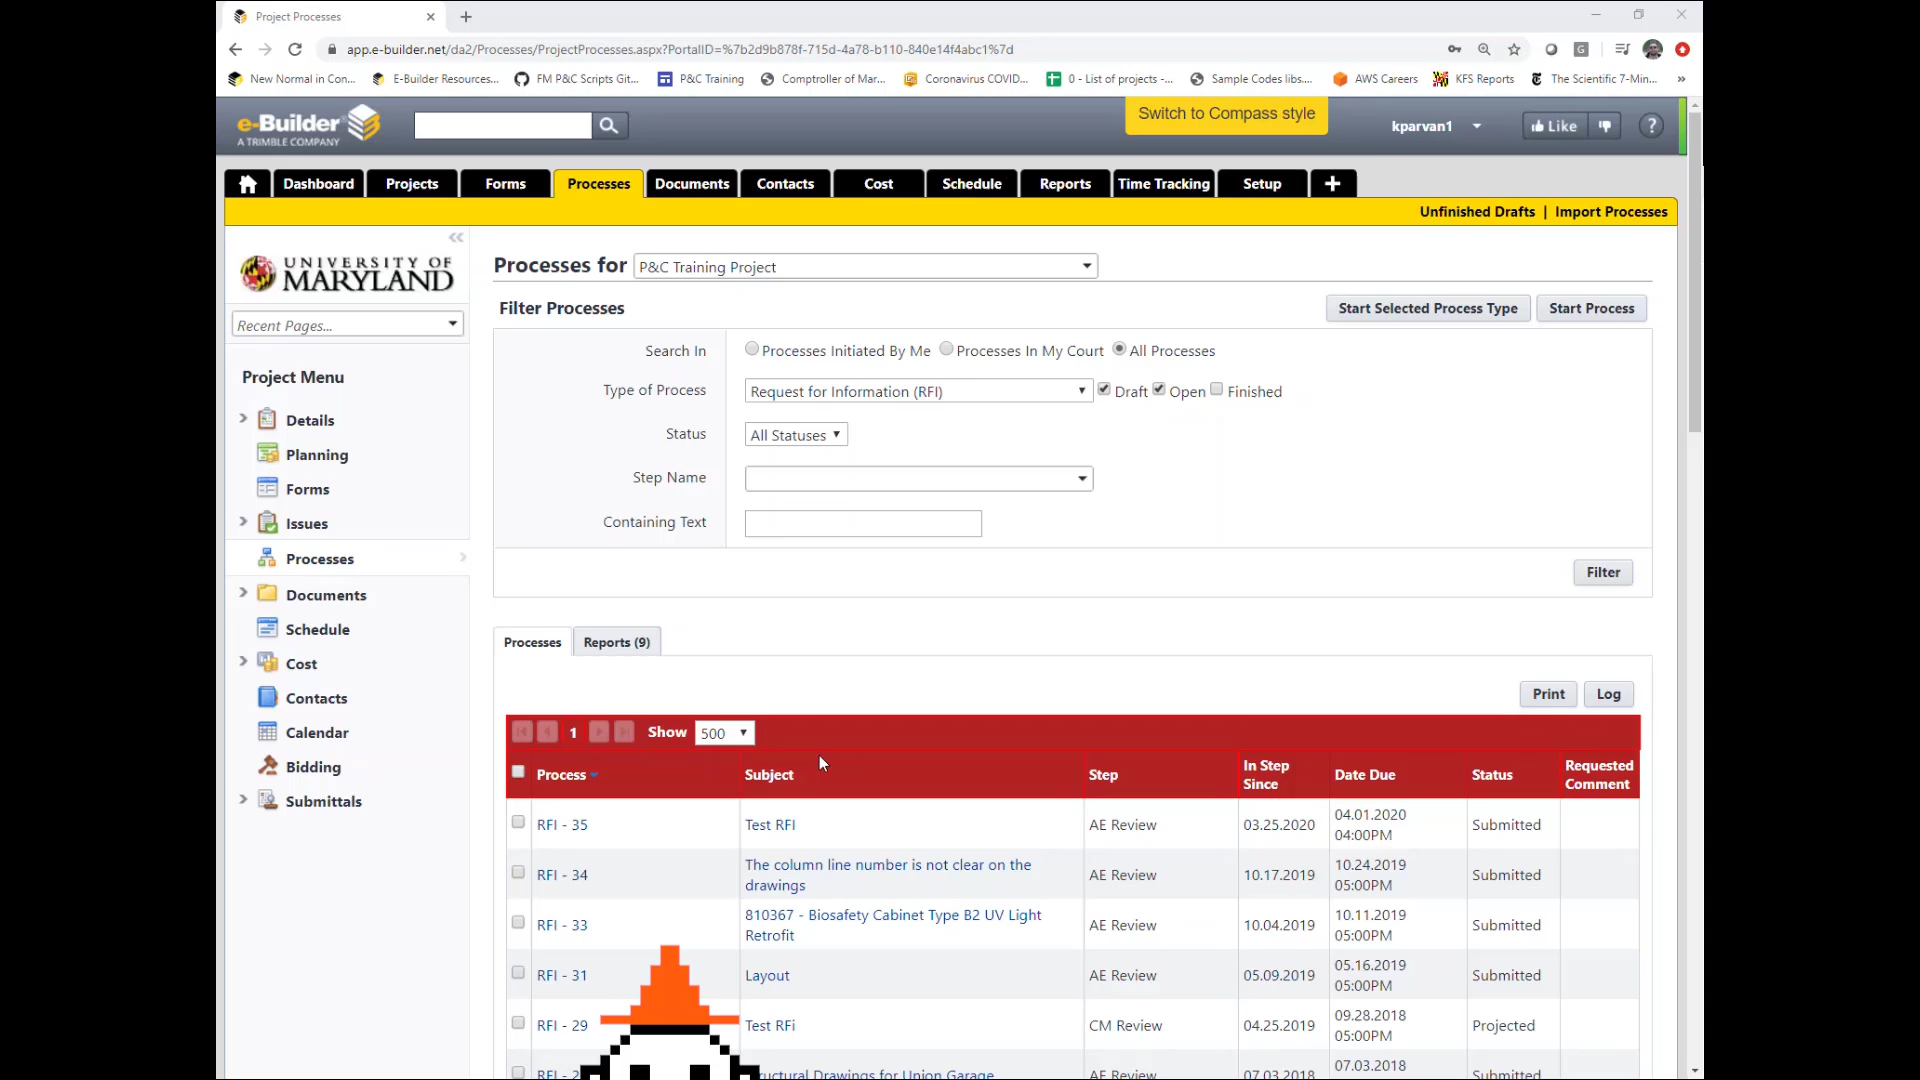 Project Processes
app.e-builder.net/da2/Processes/ProjectProcesses.aspx?PortalID=%7b2d9b878f-715d-4a78-b110-840e14f4abc1%7d
New Normal in Con... E-Builder Resources... FM P&C Scripts Git... P&C Training Comptroller of Mar... Coronavirus COVID... 0 - List of projects -... Sample Codes libs.... AWS Careers KFS Reports The Scientific 7-Min... »
e-Builder
A TRIMBLE COMPANY
Switch to Compass style
kparvan1
Like
?
Dashboard Projects Forms Processes Documents Contacts Cost Schedule Reports Time Tracking Setup
Unfinished Drafts | Import Processes
UNIVERSITY OF
MARYLAND
Recent Pages...
Project Menu
Details
Planning
Forms
Issues
Processes
Documents
Schedule
Cost
Contacts
Calendar
Bidding
Submittals
Processes for P&C Training Project
Filter Processes
Start Selected Process Type Start Process
Search In Processes Initiated By Me Processes In My Court All Processes
Type of Process Request for Information (RFI) Draft Open Finished
Status All Statuses
Step Name
Containing Text
Filter
Processes Reports (9)
Print Log
1 Show 500
Process Subject Step In Step Since Date Due Status Requested Comment
RFI - 35 Test RFI AE Review 03.25.2020 04.01.2020 04:00PM Submitted
RFI - 34 The column line number is not clear on the drawings AE Review 10.17.2019 10.24.2019 05:00PM Submitted
RFI - 33 810367 - Biosafety Cabinet Type B2 UV Light Retrofit AE Review 10.04.2019 10.11.2019 05:00PM Submitted
RFI - 31 Layout AE Review 05.09.2019 05.16.2019 05:00PM Submitted
RFI - 29 Test RFi CM Review 04.25.2019 09.28.2018 05:00PM Projected
RFI - Drawings for Union Garage AE Review 07.03.2018 07.03.2018 Submitted